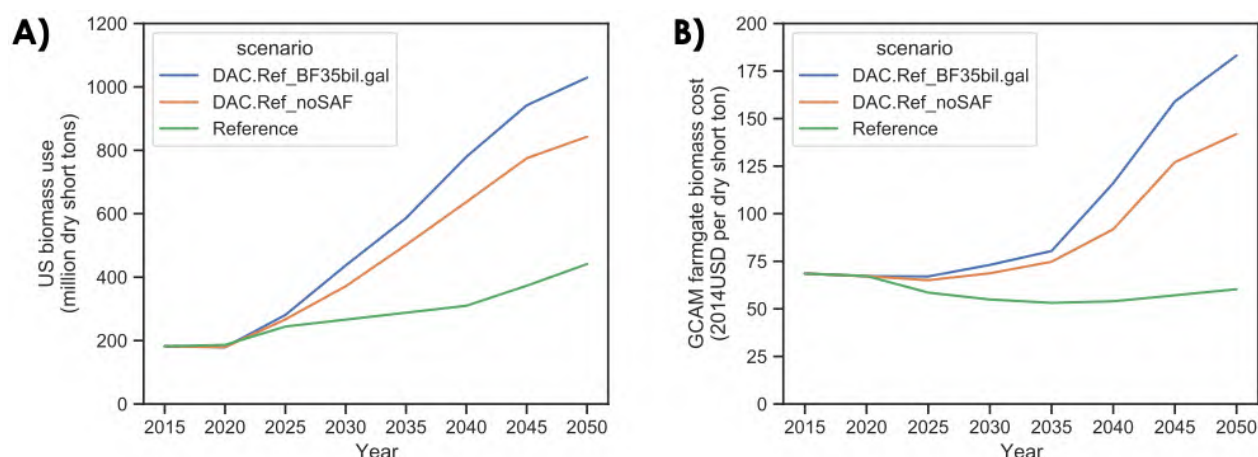 A)
US biomass use
(million dry short tons)
1200
1000
800
600
400
200
0
scenario
DAC.Ref_BF35bil.gal
DAC.Ref_noSAF
Reference
2015 2020 2025 2030 2035 2040 2045 2050
Year
B)
GCAM farmgate biomass cost
(2014USD per dry short ton)
200
175
150
125
100
75
50
25
0
scenario
DAC.Ref_BF35bil.gal
DAC.Ref_noSAF
Reference
2015 2020 2025 2030 2035 2040 2045 2050
Year